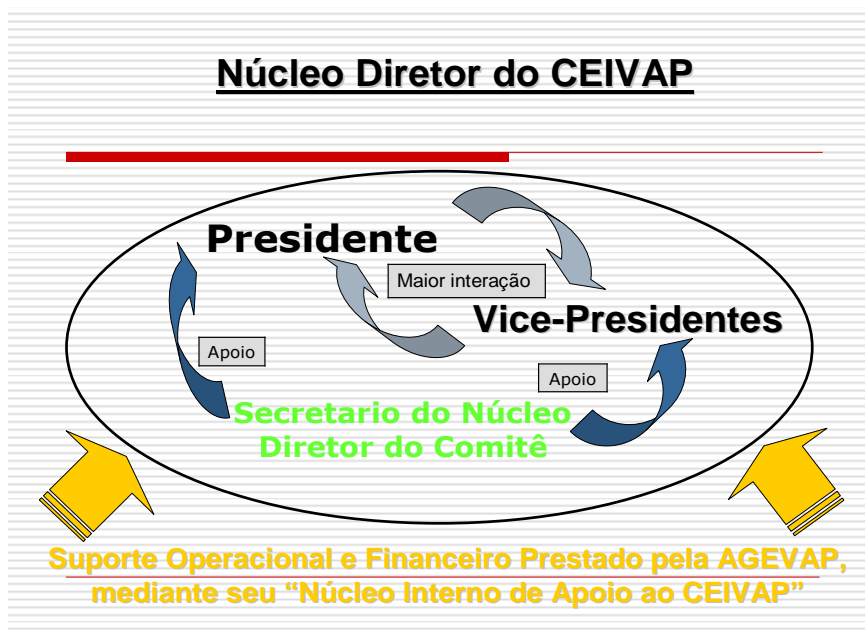 Núcleo Diretor do CEIVAP
Presidente
Maior interação
Vice-Presidentes
Apoio
Apoio
Secretario do Núcleo
Diretor do Comitê
Suporte Operacional e Financeiro Prestado pela AGEVAP,
mediante seu “Núcleo Interno de Apoio ao CEIVAP”